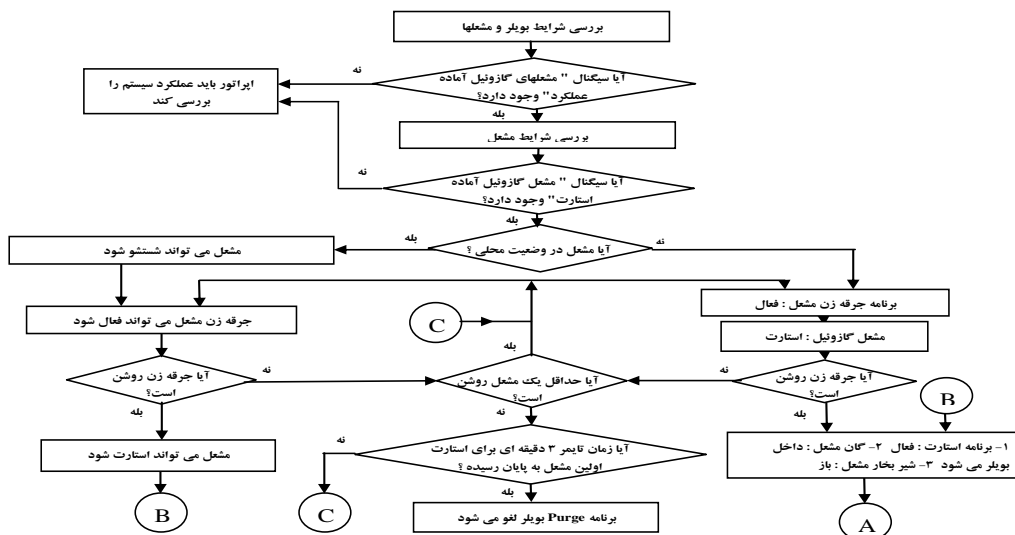 بررسی شرایط بویلر و مشعلها
آیا سیگنال " مشعلهای گازوئیل آماده
عملکرد" وجود دارد؟
نه
اپراتور باید عملکرد سیستم را
بررسی کند
بله
بررسی شرایط مشعل
آیا سیگنال " مشعل گازوئیل آماده
استارت" وجود دارد؟
نه
بله
آیا مشعل در وضعیت محلی ؟
نه
بله
مشعل می تواند شستشو شود
برنامه جرقه زن مشعل : فعال
جرقه زن مشعل می تواند فعال شود
C
مشعل گازوئیل : استارت
بله
آیا جرقه زن روشن
است؟
نه
آیا حداقل یک مشعل روشن
است؟
نه
آیا جرقه زن روشن
است؟
نه
بله
B
بله
مشعل می تواند استارت شود
نه
آیا زمان تایمر ۳ دقیقه ای برای استارت
اولین مشعل به پایان رسیده ؟
بله
۱- برنامه استارت : فعال ۲- گان مشعل : داخل
بویلر می شود ۳- شیر بخار مشعل : باز
B
C
برنامه Purge بویلر لغو می شود
A